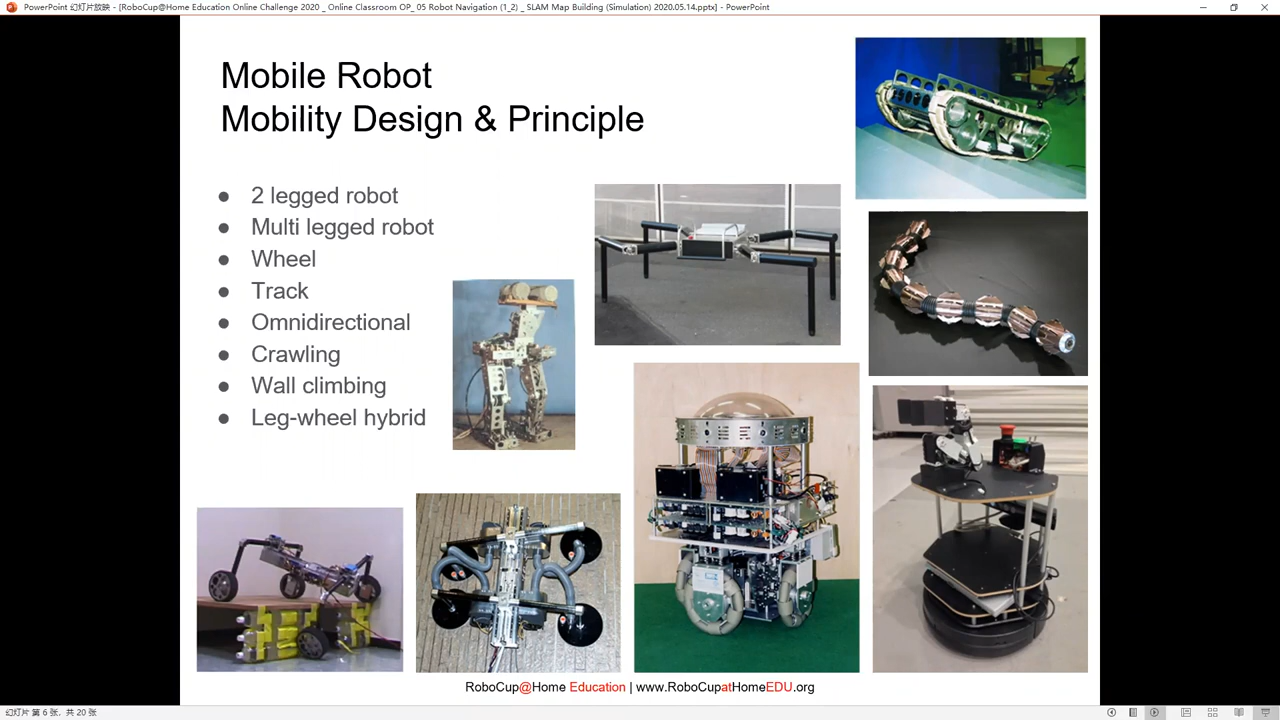 PowerPoint 幻灯片放映 - [RoboCup@Home Education Online Challenge 2020 _ Online Classroom OP_ 05 Robot Navigation (1_2) _ SLAM Map Building (Simulation) 2020.05.14.pptx] - PowerPoint
Mobile Robot
Mobility Design & Principle
● 2 legged robot
● Multi legged robot
● Wheel
● Track
● Omnidirectional
● Crawling
● Wall climbing
● Leg-wheel hybrid
RoboCup@Home Education | www.RoboCupatHomeEDU.org
幻灯片 第 6 张，共 20 张